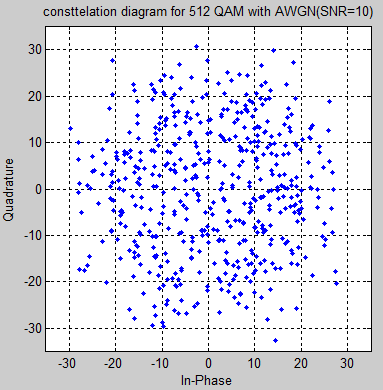 consttelation diagram for 512 QAM with AWGN(SNR=10)
30
20
10
0
-10
-20
-30
Quadrature
-30 -20 -10 0 10 20 30
In-Phase